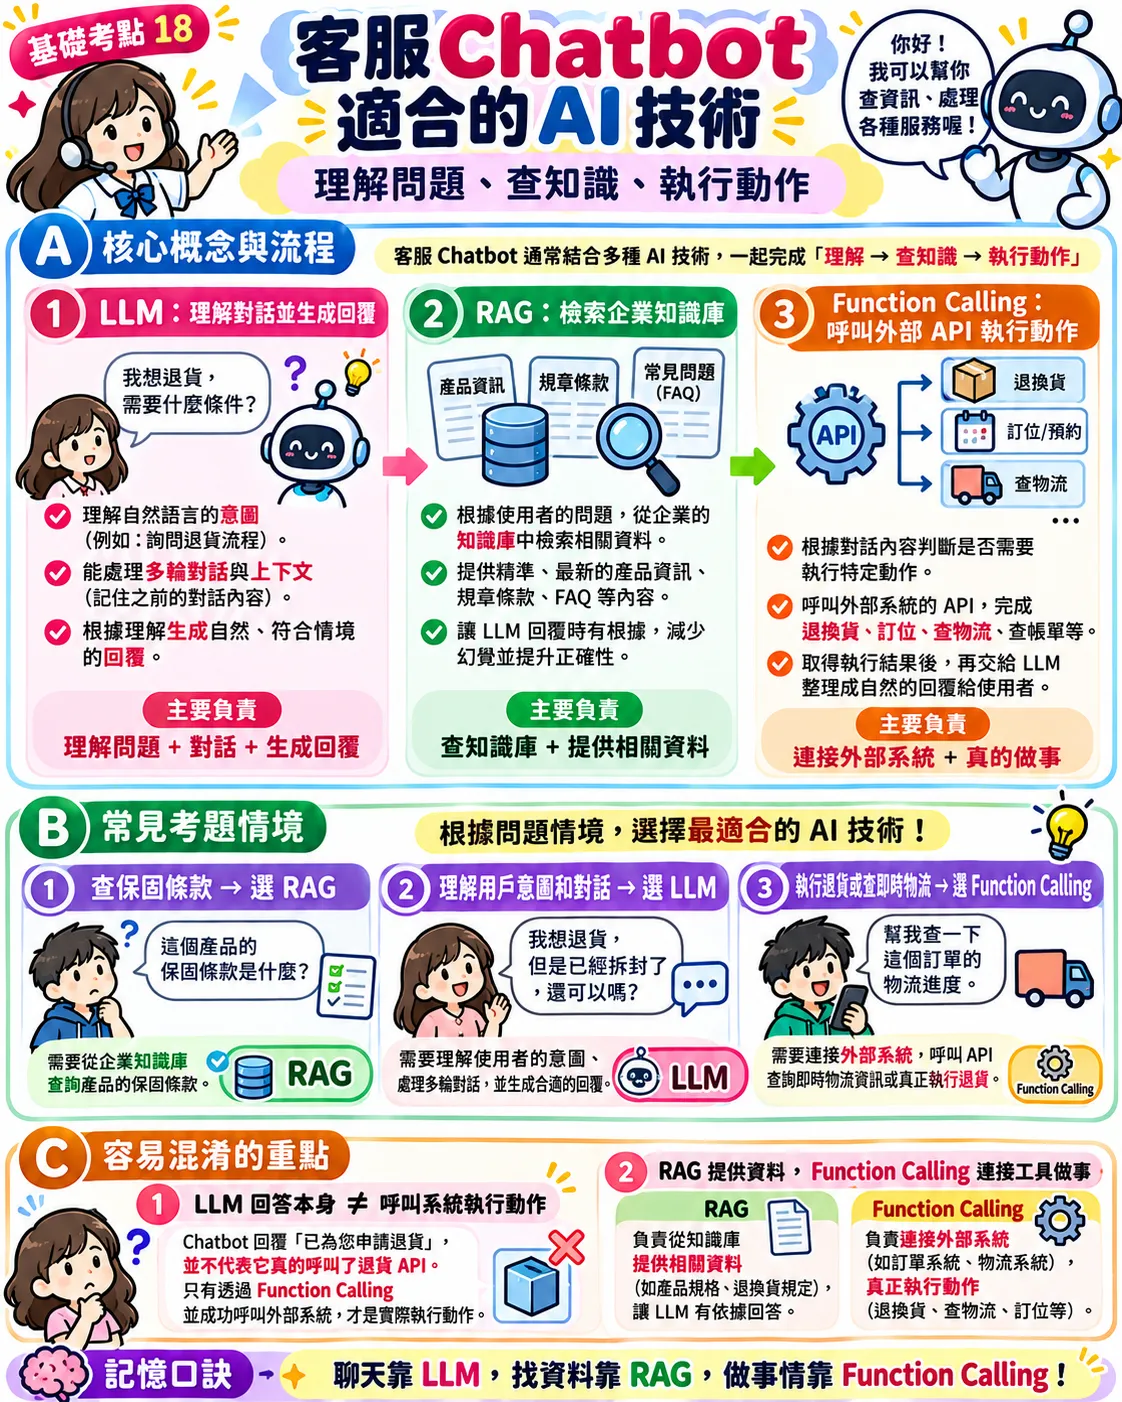 基礎考點 18
客服Chatbot
適合的AI技術
理解問題、查知識、執行動作
你好！
我可以幫你
查資訊、處理
各種服務喔！
A 核心概念與流程
客服 Chatbot 通常結合多種 AI 技術，一起完成「理解 → 查知識 → 執行動作」
1 LLM：理解對話並生成回覆
我想退貨，
需要什麼條件？
?
理解自然語言的意圖
（例如：詢問退貨流程）。
能處理多輪對話與上下文
（記住之前的對話內容）。
根據理解生成自然、符合情境
的回覆。
主要負責
理解問題 + 對話 + 生成回覆
2 RAG：檢索企業知識庫
產品資訊
規章條款
常見問題
(FAQ)
根據使用者的問題，從企業的
知識庫中檢索相關資料。
提供精準、最新的產品資訊、
規章條款、FAQ 等內容。
讓 LLM 回覆時有根據，減少
幻覺並提升正確性。
主要負責
查知識庫 + 提供相關資料
3 Function Calling：
呼叫外部 API 執行動作
API
退換貨
訂位/預約
查物流
...
根據對話內容判斷是否需要
執行特定動作。
呼叫外部系統的 API，完成
退換貨、訂位、查物流、查帳單等。
取得執行結果後，再交給 LLM
整理成自然的回覆給使用者。
主要負責
連接外部系統 + 真的做事
B 常見考題情境
根據問題情境，選擇最適合的 AI 技術！
1 查保固條款 → 選 RAG
?
這個產品的
保固條款是什麼？
需要從企業知識庫
查詢產品的保固條款。
RAG
2 理解用戶意圖和對話 → 選 LLM
我想退貨，
但是已經拆封了
，還可以嗎？
需要理解使用者的意圖、
處理多輪對話，並生成合適的回覆。
LLM
3 執行退貨或查即時物流 → 選 Function Calling
幫我查一下
這個訂單的
物流進度。
需要連接外部系統，呼叫 API
查詢即時物流資訊或真正執行退貨。
Function Calling
C 容易混淆的重點
?
1 LLM 回答本身 ≠ 呼叫系統執行動作
Chatbot 回覆「已為您申請退貨」，
並不代表它真的呼叫了退貨 API。
只有透過 Function Calling
並成功呼叫外部系統，才是實際執行動作。
2 RAG 提供資料，Function Calling 連接工具做事
RAG
負責從知識庫
提供相關資料
（如產品規格、退換貨規定），
讓 LLM 有依據回答。
Function Calling
負責連接外部系統
（如訂單系統、物流系統），
真正執行動作
（退換貨、查物流、訂位等）。
記憶口訣 → 聊天靠 LLM，找資料靠 RAG，做事情靠 Function Calling！